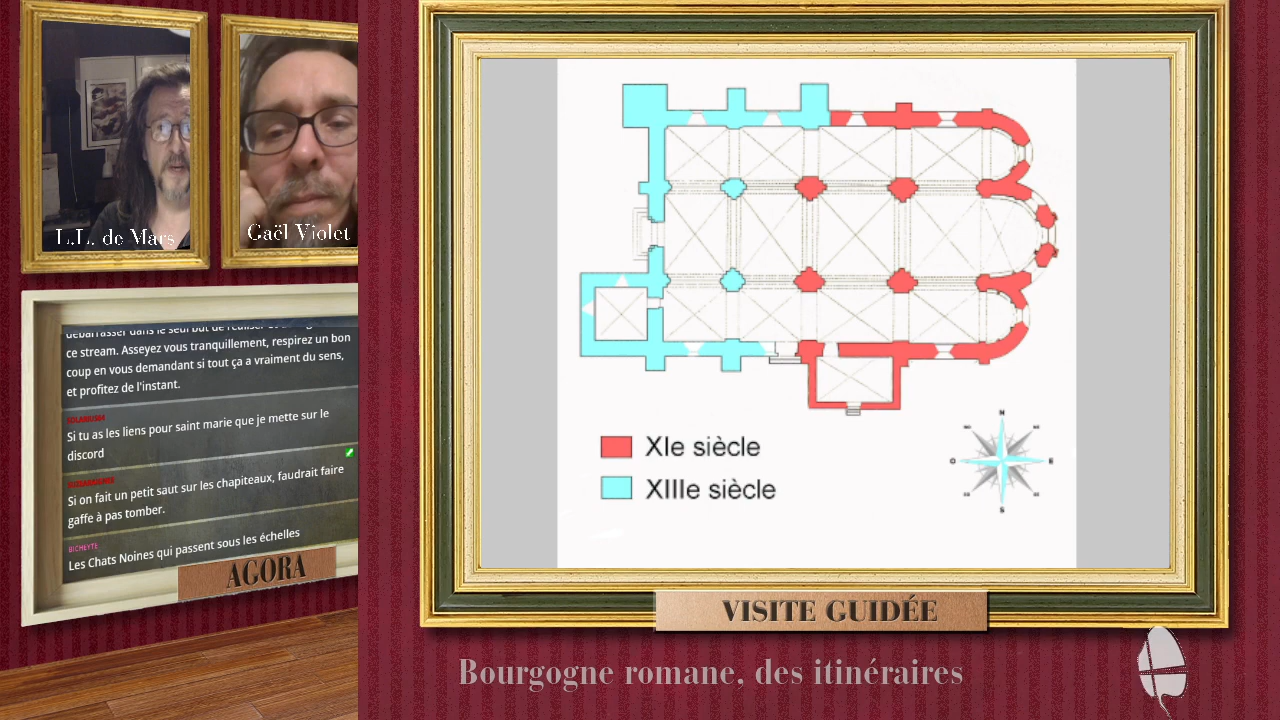 L.L. de Mars
Gaël Violet
ce stream. Asseyez vous tranquillement, respirez un bon
coup en vous demandant si tout ça a vraiment du sens,
et profitez de l'instant.
Si tu as les liens pour saint marie que je mette sur le
discord
Si on fait un petit saut sur les chapiteaux, faudrait faire
gaffe à pas tomber.
BICHEYTE
Les Chats Noines qui passent sous les échelles
AGORA
XIe siècle
XIIIe siècle
N
O
E
S
VISITE GUIDÉE
Bourgogne romane, des itinéraires